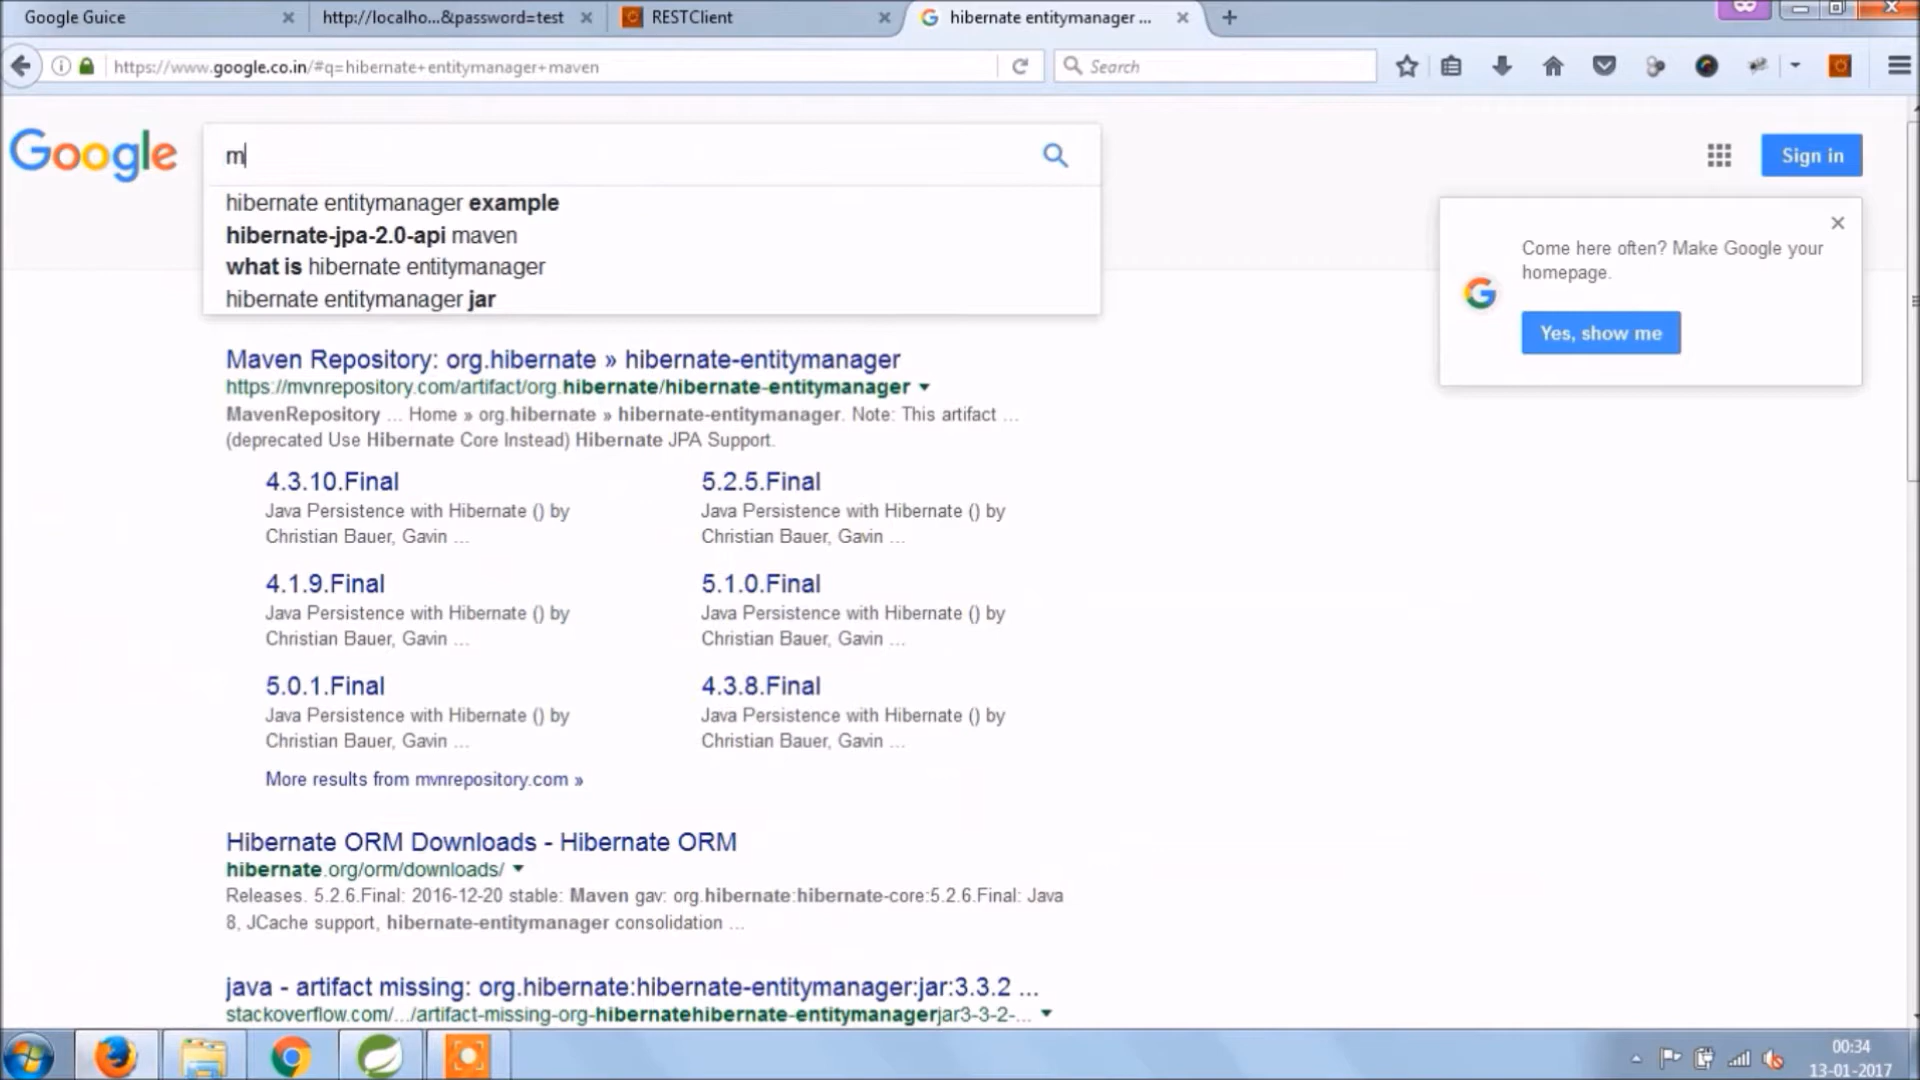 Google Guice
http://localho...&password=test
RESTClient
hibernate entitymanager ...
https://www.google.co.in/#q=hibernate+entitymanager+maven
Search
Google
m
Sign in
hibernate entitymanager example
hibernate-jpa-2.0-api maven
what is hibernate entitymanager
hibernate entitymanager jar
Come here often? Make Google your
homepage.
Yes, show me
Maven Repository: org.hibernate » hibernate-entitymanager
https://mvnrepository.com/artifact/org.hibernate/hibernate-entitymanager
MavenRepository ... Home » org.hibernate » hibernate-entitymanager. Note: This artifact ...
(deprecated Use Hibernate Core Instead) Hibernate JPA Support.
4.3.10.Final
Java Persistence with Hibernate () by
Christian Bauer, Gavin ...
5.2.5.Final
Java Persistence with Hibernate () by
Christian Bauer, Gavin ...
4.1.9.Final
Java Persistence with Hibernate () by
Christian Bauer, Gavin ...
5.1.0.Final
Java Persistence with Hibernate () by
Christian Bauer, Gavin ...
5.0.1.Final
Java Persistence with Hibernate () by
Christian Bauer, Gavin ...
4.3.8.Final
Java Persistence with Hibernate () by
Christian Bauer, Gavin ...
More results from mvnrepository.com »
Hibernate ORM Downloads - Hibernate ORM
hibernate.org/orm/downloads/
Releases. 5.2.6.Final: 2016-12-20 stable: Maven gav: org.hibernate:hibernate-core:5.2.6.Final: Java
8, JCache support, hibernate-entitymanager consolidation ...
java - artifact missing: org.hibernate:hibernate-entitymanager:jar:3.3.2 ...
stackoverflow.com/.../artifact-missing-org-hibernatehibernate-entitymanagerjar3-3-2-...
00:34
13-01-2017